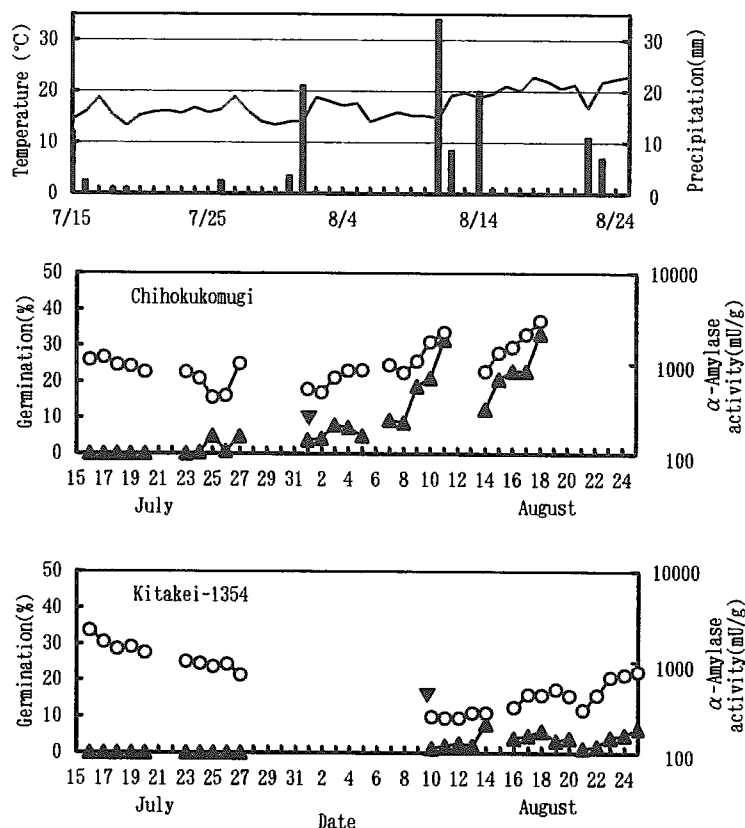 Temperature (°C)
30
20
10
0
30
20
10
0
Precipitation(mm)
7/15 7/25 8/4 8/14 8/24
Chihokukomugi
Germination(%)
50
40
30
20
10
0
10000
1000
100
α-Amylase
activity(mU/g)
15 17 19 21 23 25 27 29 31 2 4 6 8 10 12 14 16 18 20 22 24
July August
Kitakei-1354
Germination(%)
50
40
30
20
10
0
10000
1000
100
α-Amylase
activity(mU/g)
15 17 19 21 23 25 27 29 31 2 4 6 8 10 12 14 16 18 20 22 24
July August
Date